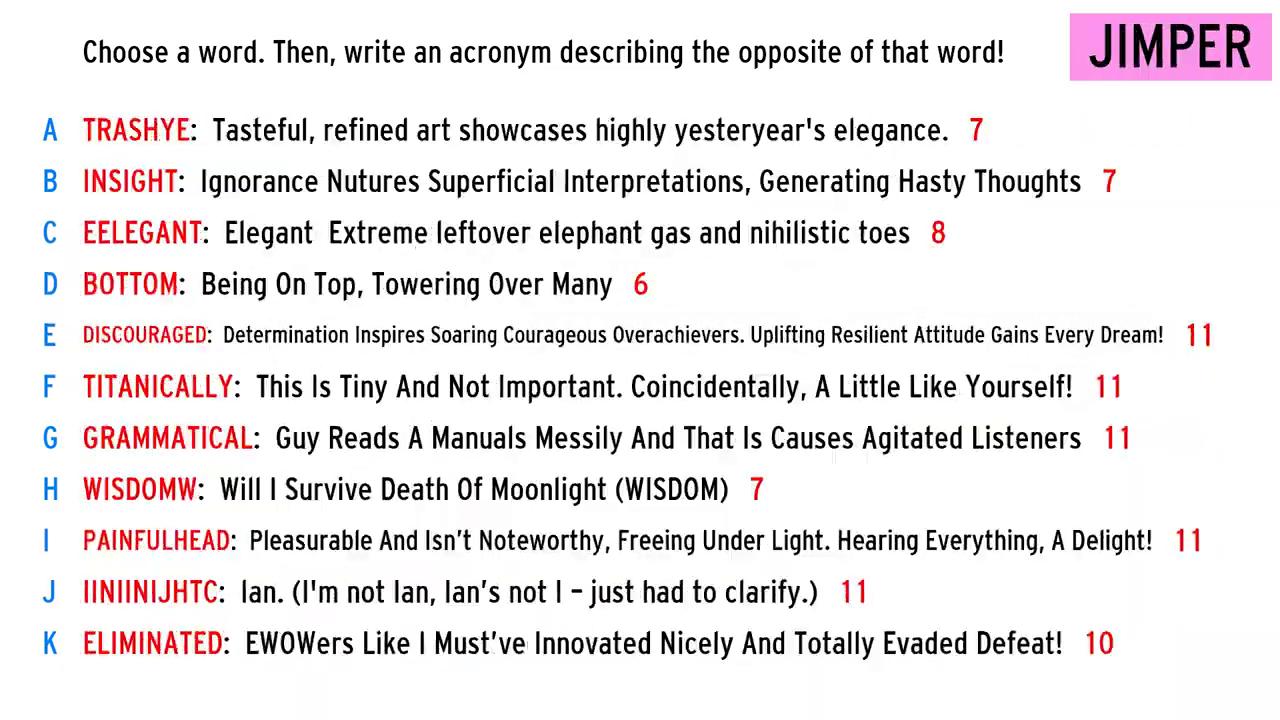 Choose a word. Then, write an acronym describing the opposite of that word!
JIMPER
A TRASHYE: Tasteful, refined art showcases highly yesteryear's elegance. 7
B INSIGHT: Ignorance Nutures Superficial Interpretations, Generating Hasty Thoughts 7
C EELEGANT: Elegant  Extreme leftover elephant gas and nihilistic toes 8
D BOTTOM: Being On Top, Towering Over Many 6
E DISCOURAGED: Determination Inspires Soaring Courageous Overachievers. Uplifting Resilient Attitude Gains Every Dream! 11
F TITANICALLY: This Is Tiny And Not Important. Coincidentally, A Little Like Yourself! 11
G GRAMMATICAL: Guy Reads A Manuals Messily And That Is Causes Agitated Listeners 11
H WISDOMW: Will I Survive Death Of Moonlight (WISDOM) 7
I PAINFULHEAD: Pleasurable And Isn’t Noteworthy, Freeing Under Light. Hearing Everything, A Delight! 11
J IINIINIJHTC: Ian. (I'm not Ian, Ian’s not I – just had to clarify.) 11
K ELIMINATED: EWOWers Like I Must’ve Innovated Nicely And Totally Evaded Defeat! 10